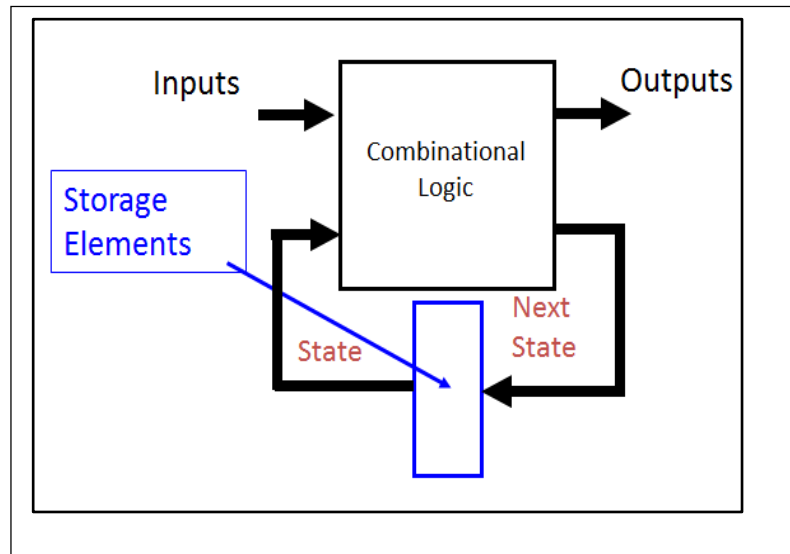 Inputs
Outputs
Combinational
Logic
Storage
Elements
Next
State
State